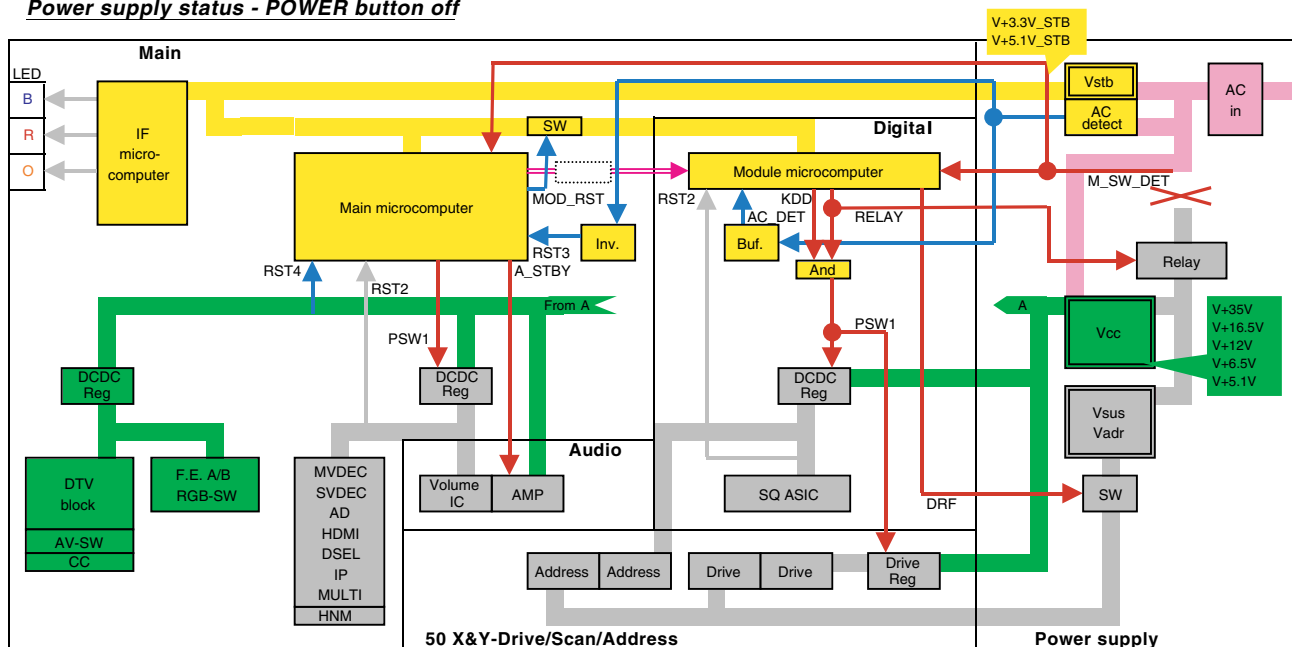 Power supply status - POWER button off
V+3.3V_STB
V+5.1V_STB
Main
LED
B
R
O
IF
micro-
computer
SW
Digital
Vstb
AC
detect
AC
in
Main microcomputer
MOD_RST
Module microcomputer
M_SW_DET
RST2
KDD
AC_DET
RELAY
RST3
Inv.
Buf.
And
Relay
A_STBY
RST4
RST2
From A
A
PSW1
PSW1
Vcc
V+35V
V+16.5V
V+12V
V+6.5V
V+5.1V
DCDC
Reg
DCDC
Reg
DCDC
Reg
Vsus
Vadr
Audio
DTV
block
AV-SW
CC
F.E. A/B
RGB-SW
MVDEC
SVDEC
AD
HDMI
DSEL
IP
MULTI
HNM
Volume
IC
AMP
SQ ASIC
DRF
SW
Address
Address
Drive
Drive
Drive
Reg
50 X&Y-Drive/Scan/Address
Power supply